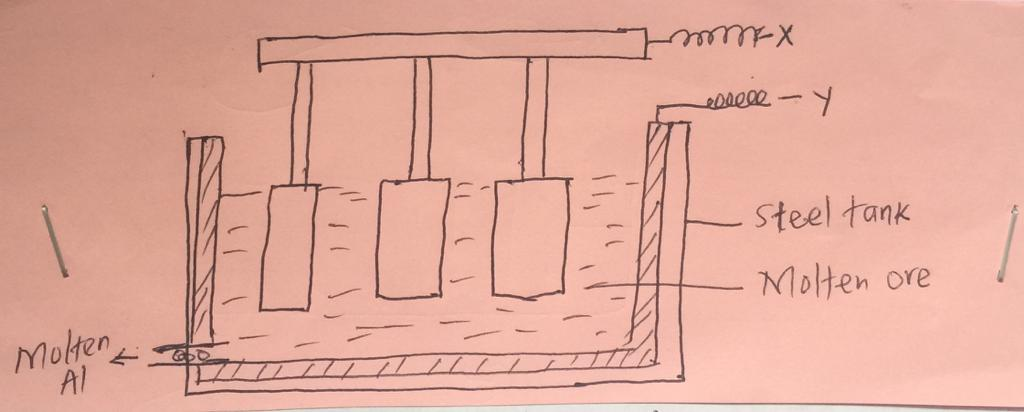 X
Y
Steel tank
Molten ore
Molten
Al